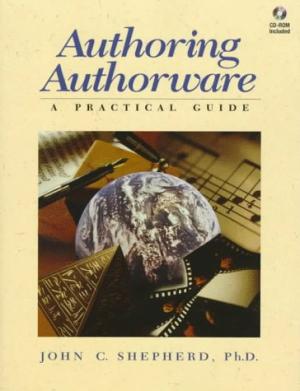 CD-ROM
Included
Authoring
Authorware
A PRACTICAL GUIDE
JOHN C. SHEPHERD, Ph.D.